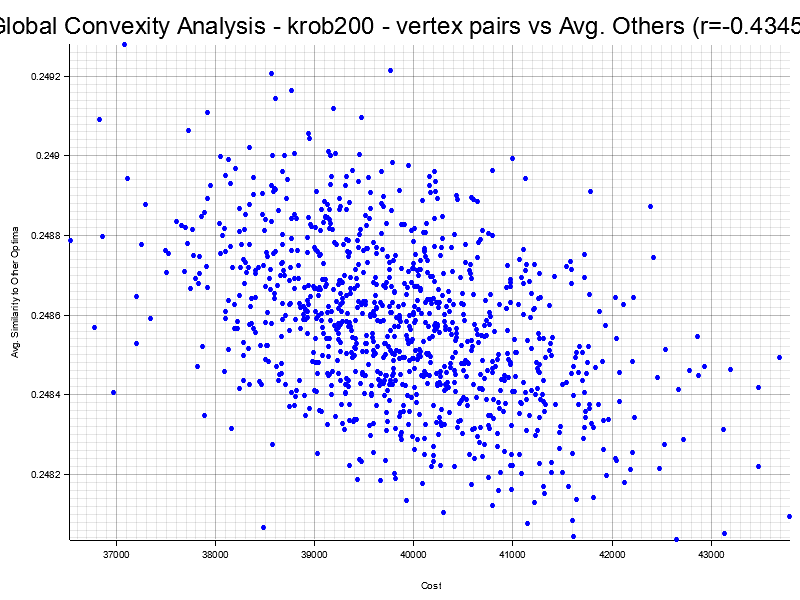 Global Convexity Analysis - krob200 - vertex pairs vs Avg. Others (r=-0.4345
0.2492
0.249
0.2488
0.2486
0.2484
0.2482
Avg. Similarity to Other Optima
37000 38000 39000 40000 41000 42000 43000
Cost